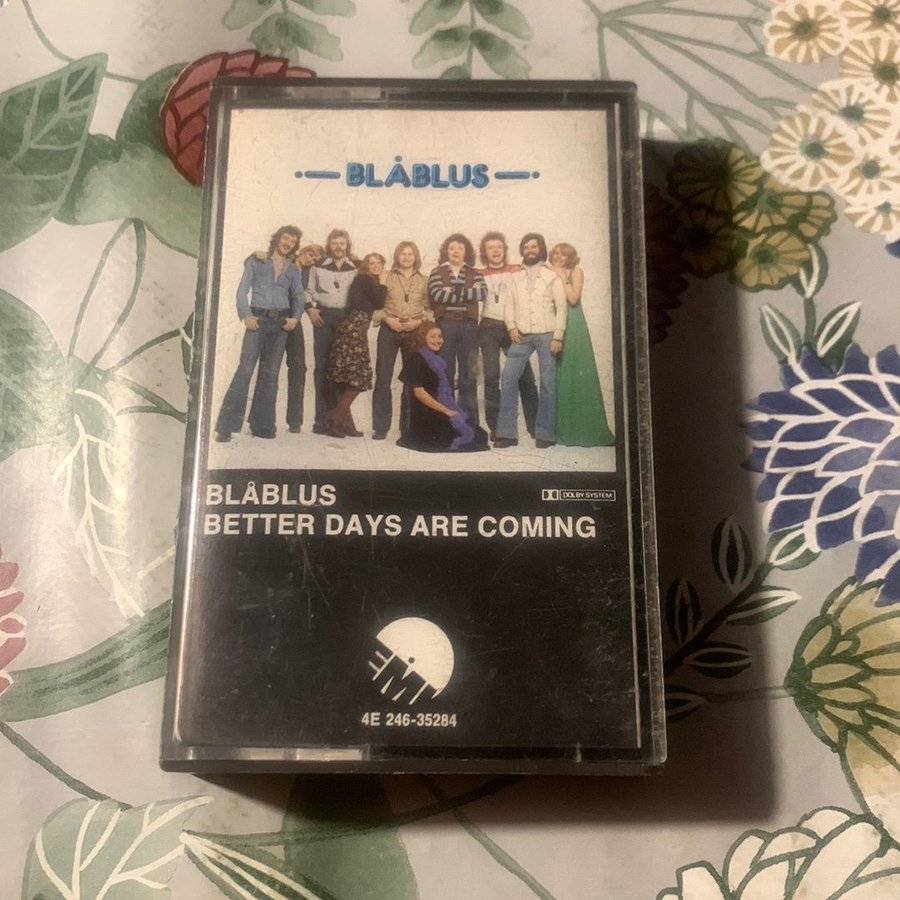 ·— BLÅBLUS —·
BLÅBLUS
DOLBY SYSTEM
BETTER DAYS ARE COMING
EMI
4E 246-35284